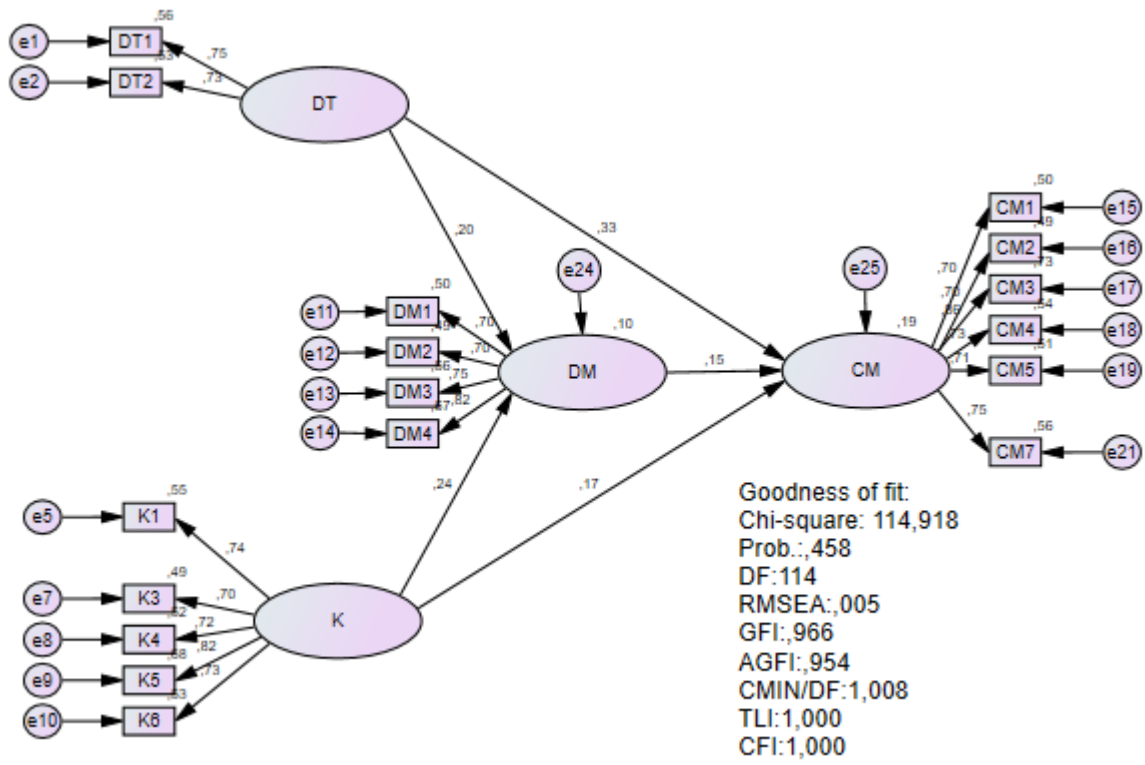 ,56
e1 DT1
,75
,53
e2 DT2
,73
DT
,50
CM1 e15
,49
CM2 e16
,73
CM3 e17
,54
CM4 e18
,51
CM5 e19
,70
,70
,86
,73
,71
,75
,56
CM7 e21
,20
,33
e24
e25
,50
e11 DM1
,70
,49
e12 DM2
,70
,56
e13 DM3
,75
,67
e14 DM4
,82
,10
DM
,15
,19
CM
,24
,17
,55
e5 K1
,74
,49
e7 K3
,70
,52
e8 K4
,72
,68
e9 K5
,82
,53
e10 K6
,73
K
Goodness of fit:
Chi-square: 114,918
Prob.:,458
DF:114
RMSEA:,005
GFI:,966
AGFI:,954
CMIN/DF:1,008
TLI:1,000
CFI:1,000